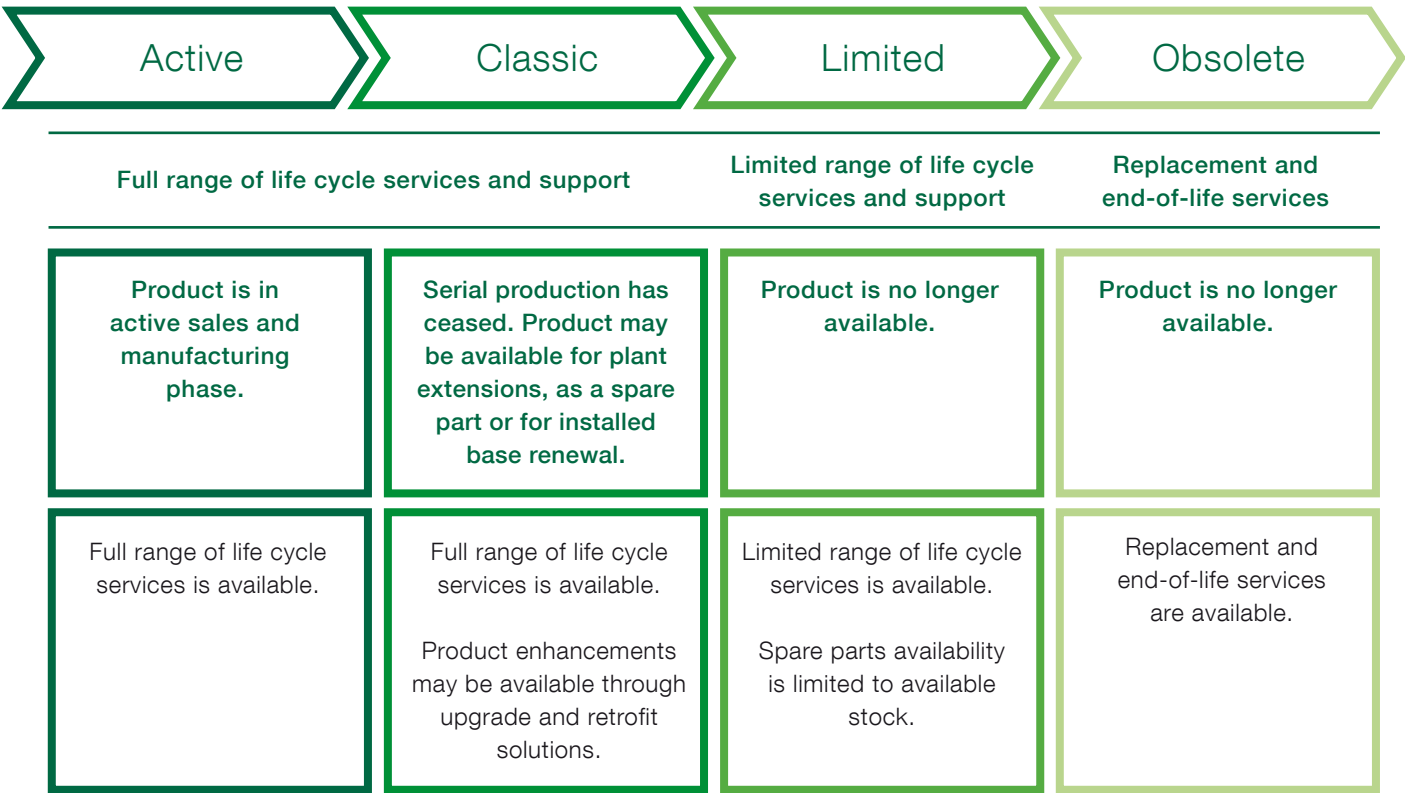 Active
Classic
Limited
Obsolete
Full range of life cycle services and support
Limited range of life cycle
services and support
Replacement and
end-of-life services
Product is in
active sales and
manufacturing
phase.
Serial production has
ceased. Product may
be available for plant
extensions, as a spare
part or for installed
base renewal.
Product is no longer
available.
Product is no longer
available.
Full range of life cycle
services is available.
Full range of life cycle
services is available.
Product enhancements
may be available through
upgrade and retrofit
solutions.
Limited range of life cycle
services is available.
Spare parts availability
is limited to available
stock.
Replacement and
end-of-life services
are available.